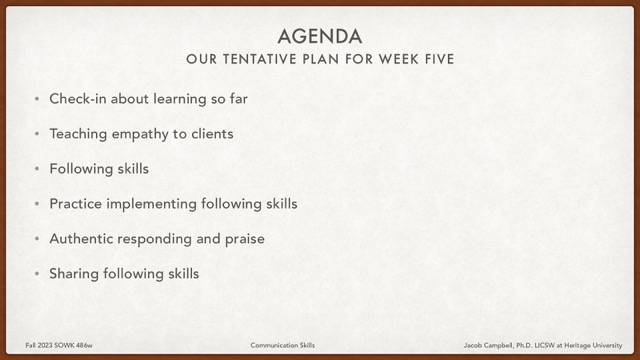 AGENDA
OUR TENTATIVE PLAN FOR WEEK FIVE
• Check-in about learning so far
• Teaching empathy to clients
• Following skills
• Practice implementing following skills
• Authentic responding and praise
• Sharing following skills
Fall 2023 SOWK 486w Communication Skills Jacob Campbell, Ph.D. LICSW at Heritage University